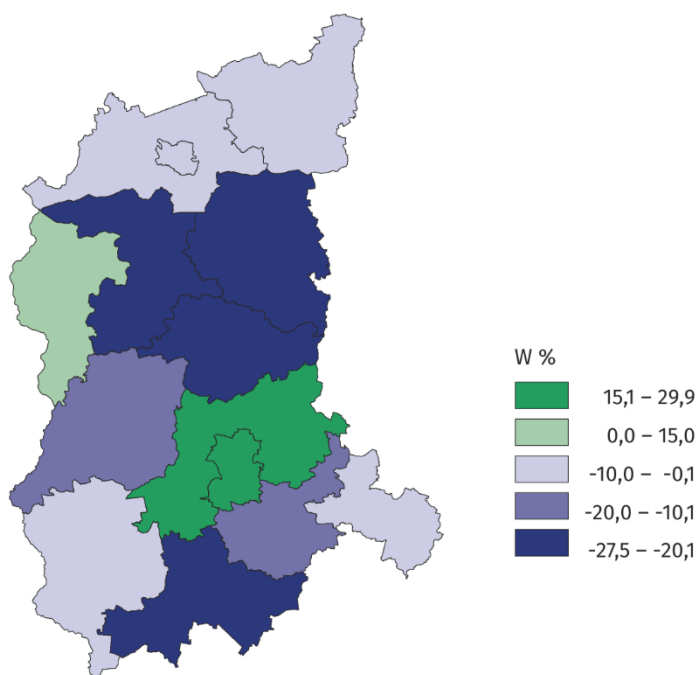 W %
15,1 – 29,9
0,0 – 15,0
-10,0 – -0,1
-20,0 – -10,1
-27,5 – -20,1